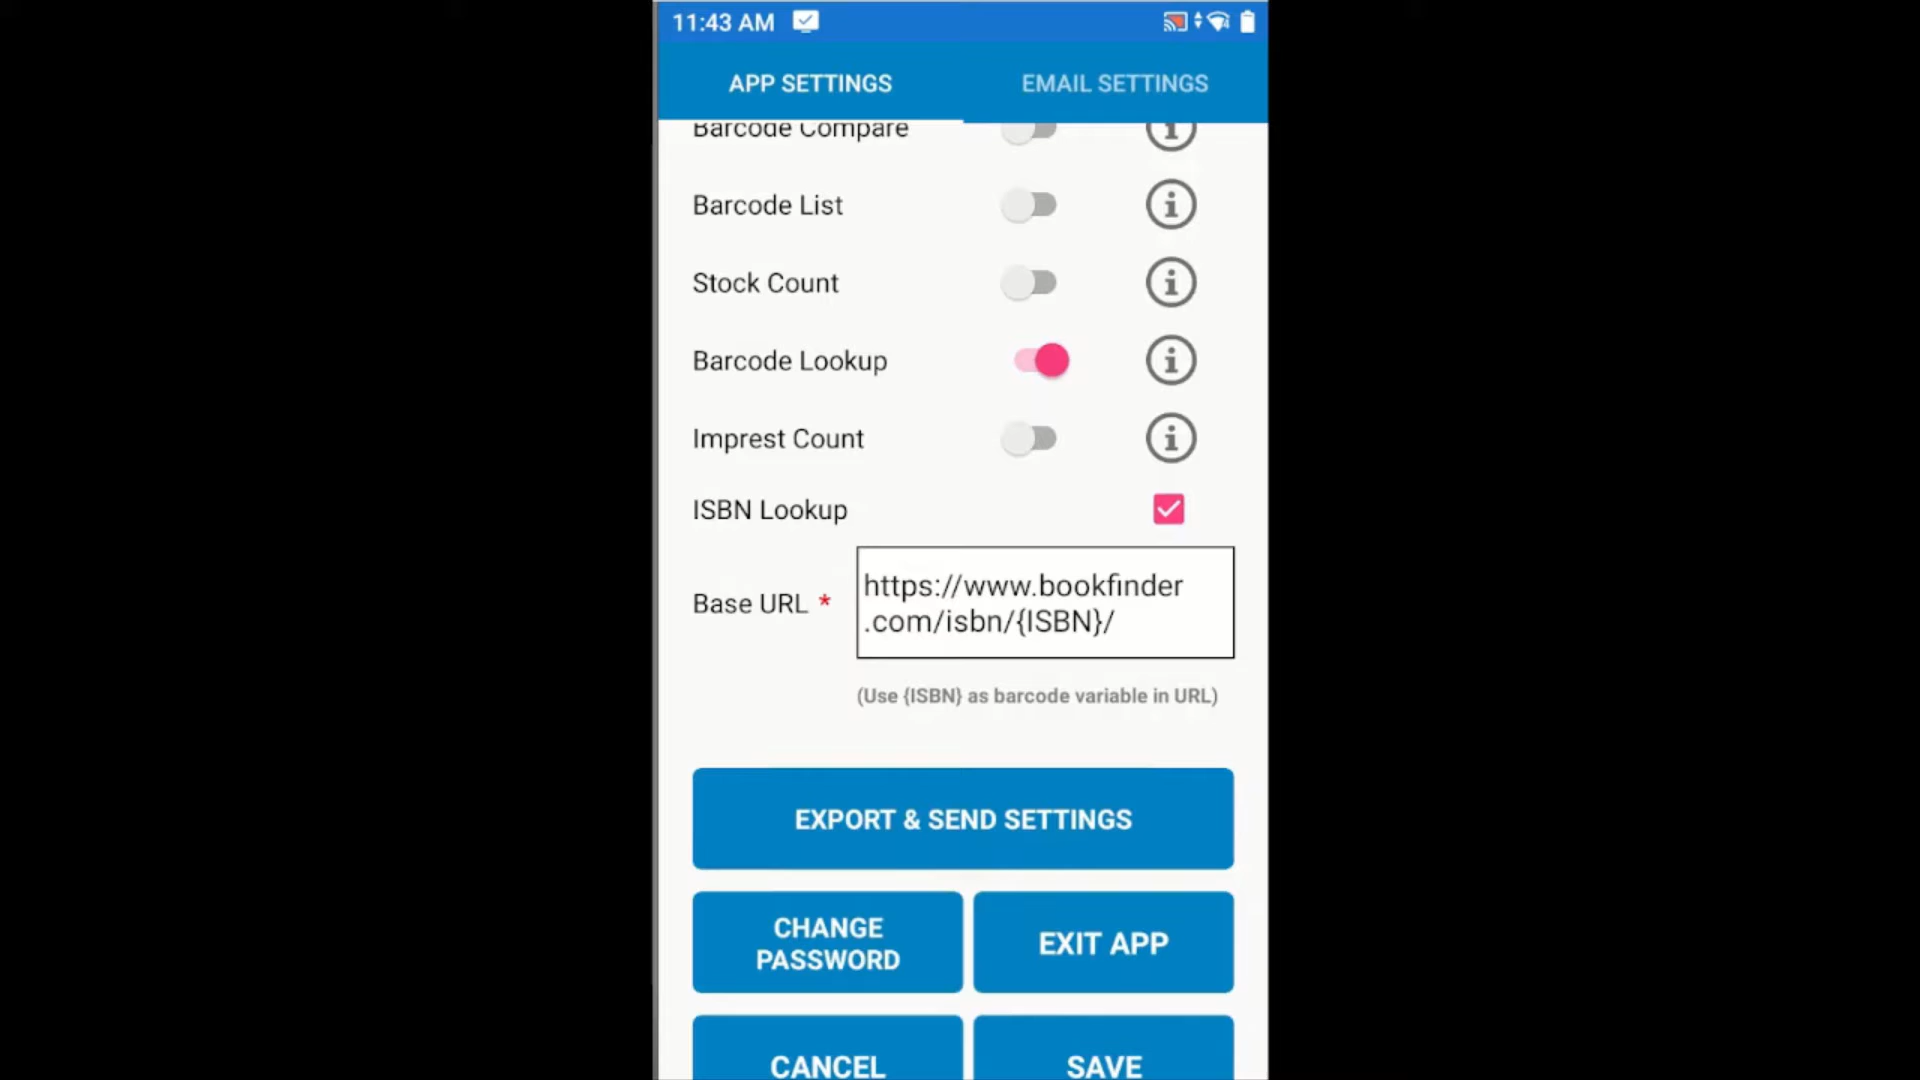 11:43 AM
APP SETTINGS
EMAIL SETTINGS
Barcode Compare
Barcode List
Stock Count
Barcode Lookup
Imprest Count
ISBN Lookup
Base URL *
https://www.bookfinder
.com/isbn/{ISBN}/
(Use {ISBN} as barcode variable in URL)
EXPORT & SEND SETTINGS
CHANGE
PASSWORD
EXIT APP
CANCEL
SAVE